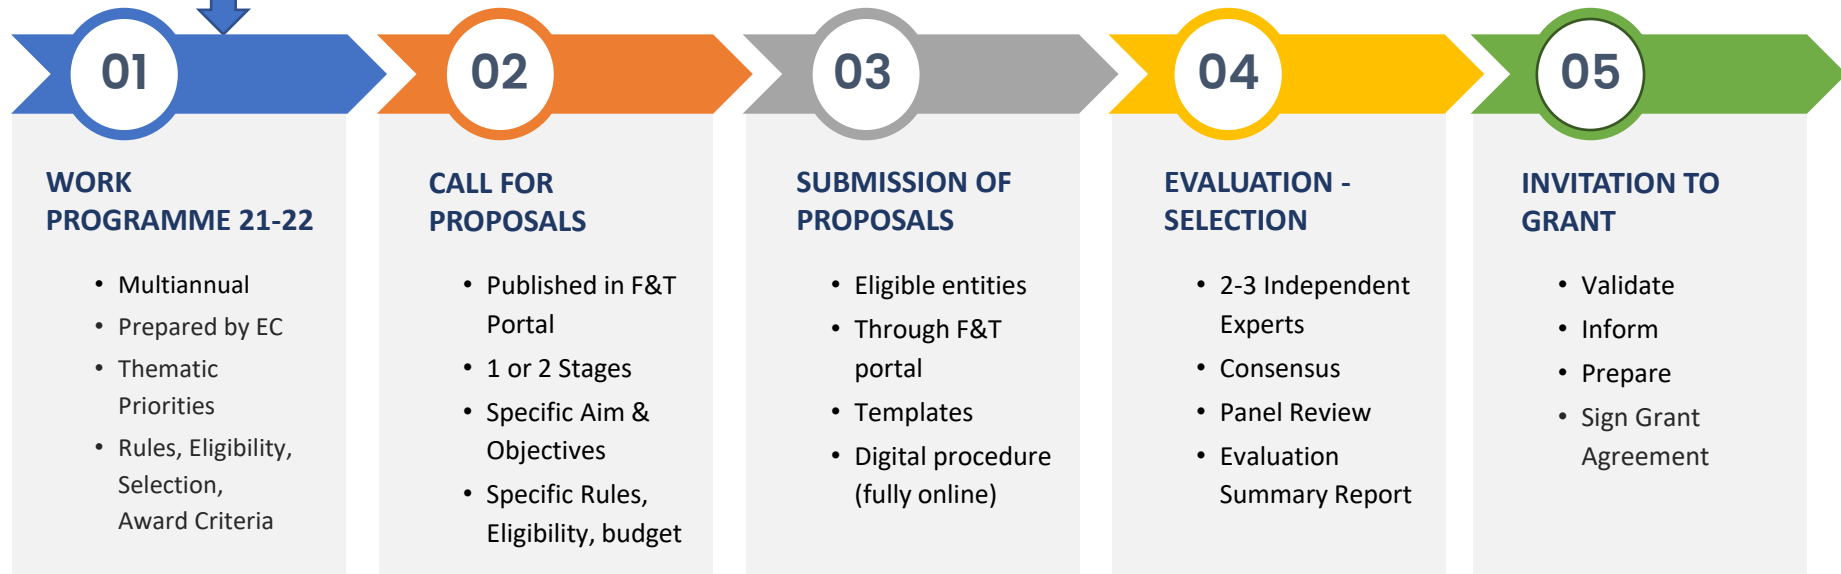 01
WORK
PROGRAMME 21-22
• Multiannual
• Prepared by EC
• Thematic
Priorities
• Rules, Eligibility,
Selection,
Award Criteria
02
CALL FOR
PROPOSALS
• Published in F&T
Portal
• 1 or 2 Stages
• Specific Aim &
Objectives
• Specific Rules,
Eligibility, budget
03
SUBMISSION OF
PROPOSALS
• Eligible entities
• Through F&T
portal
• Templates
• Digital procedure
(fully online)
04
EVALUATION -
SELECTION
• 2-3 Independent
Experts
• Consensus
• Panel Review
• Evaluation
Summary Report
05
INVITATION TO
GRANT
• Validate
• Inform
• Prepare
• Sign Grant
Agreement